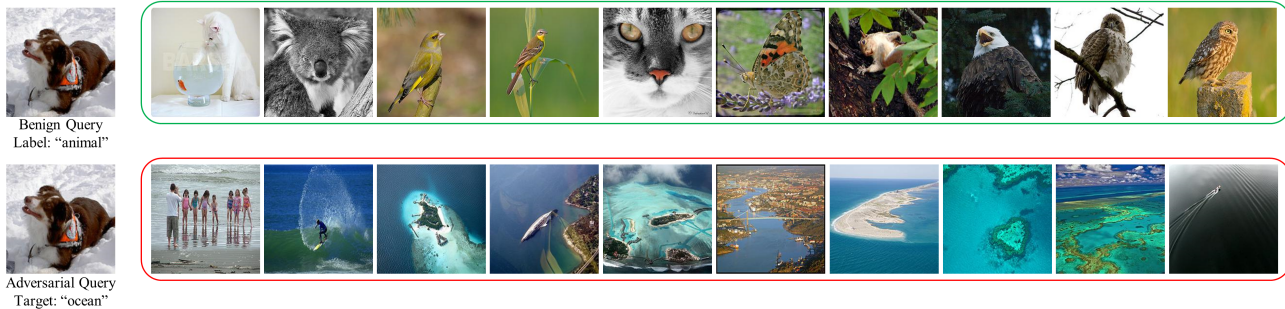 Benign Query
Label: “animal”
Adversarial Query
Target: “ocean”